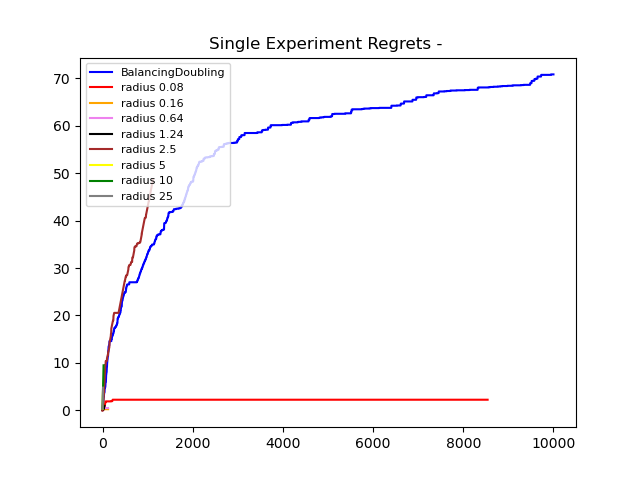 Single Experiment Regrets -
BalancingDoubling
radius 0.08
radius 0.16
radius 0.64
radius 1.24
radius 2.5
radius 5
radius 10
radius 25
70
60
50
40
30
20
10
0
0 2000 4000 6000 8000 10000